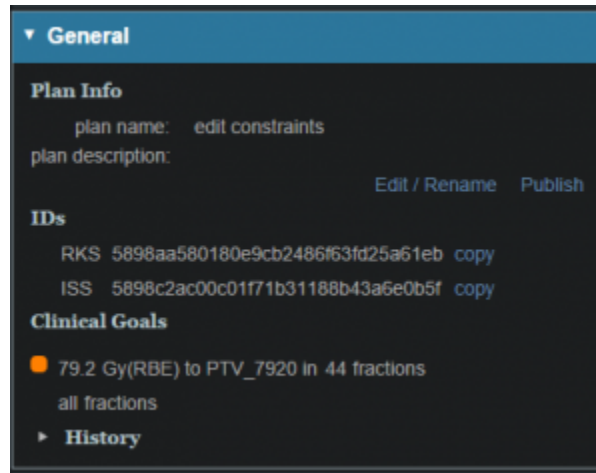 General
Plan Info
plan name: edit constraints
plan description:
Edit / Rename Publish
IDs
RKS 5898aa580180e9cb2486f63fd25a61eb copy
ISS 5898c2ac00c01f71b31188b43a6e0b5f copy
Clinical Goals
79.2 Gy(RBE) to PTV_7920 in 44 fractions
all fractions
History